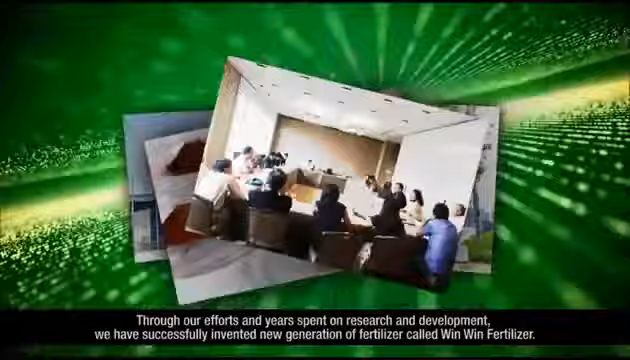 Through our efforts and years spent on research and development,
we have successfully invented new generation of fertilizer called Win Win Fertilizer.